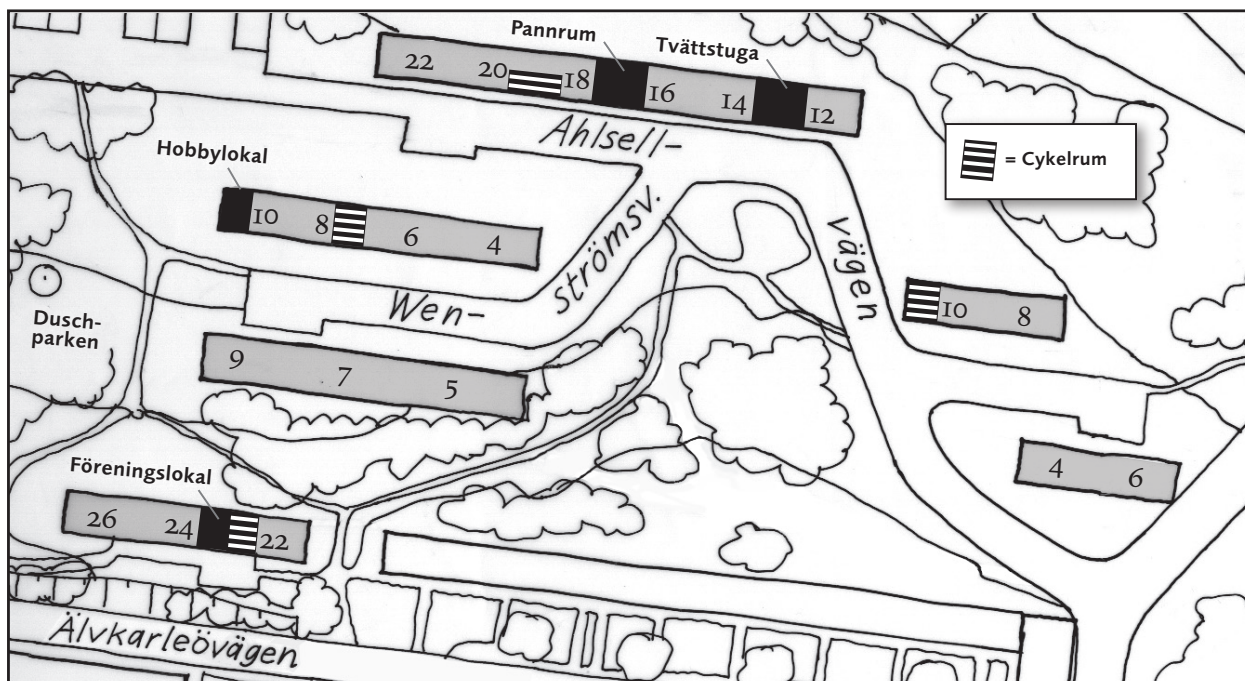 Pannrum
Tvättstuga
22 20 18 16 14 12
Ahlsell-
vägen
= Cykelrum
Hobbylokal
10 8 6 4
Wen-
strömsv.
10 8
Dusch-
parken
9 7 5
4 6
Föreningslokal
26 24 22
Älvkarleövägen